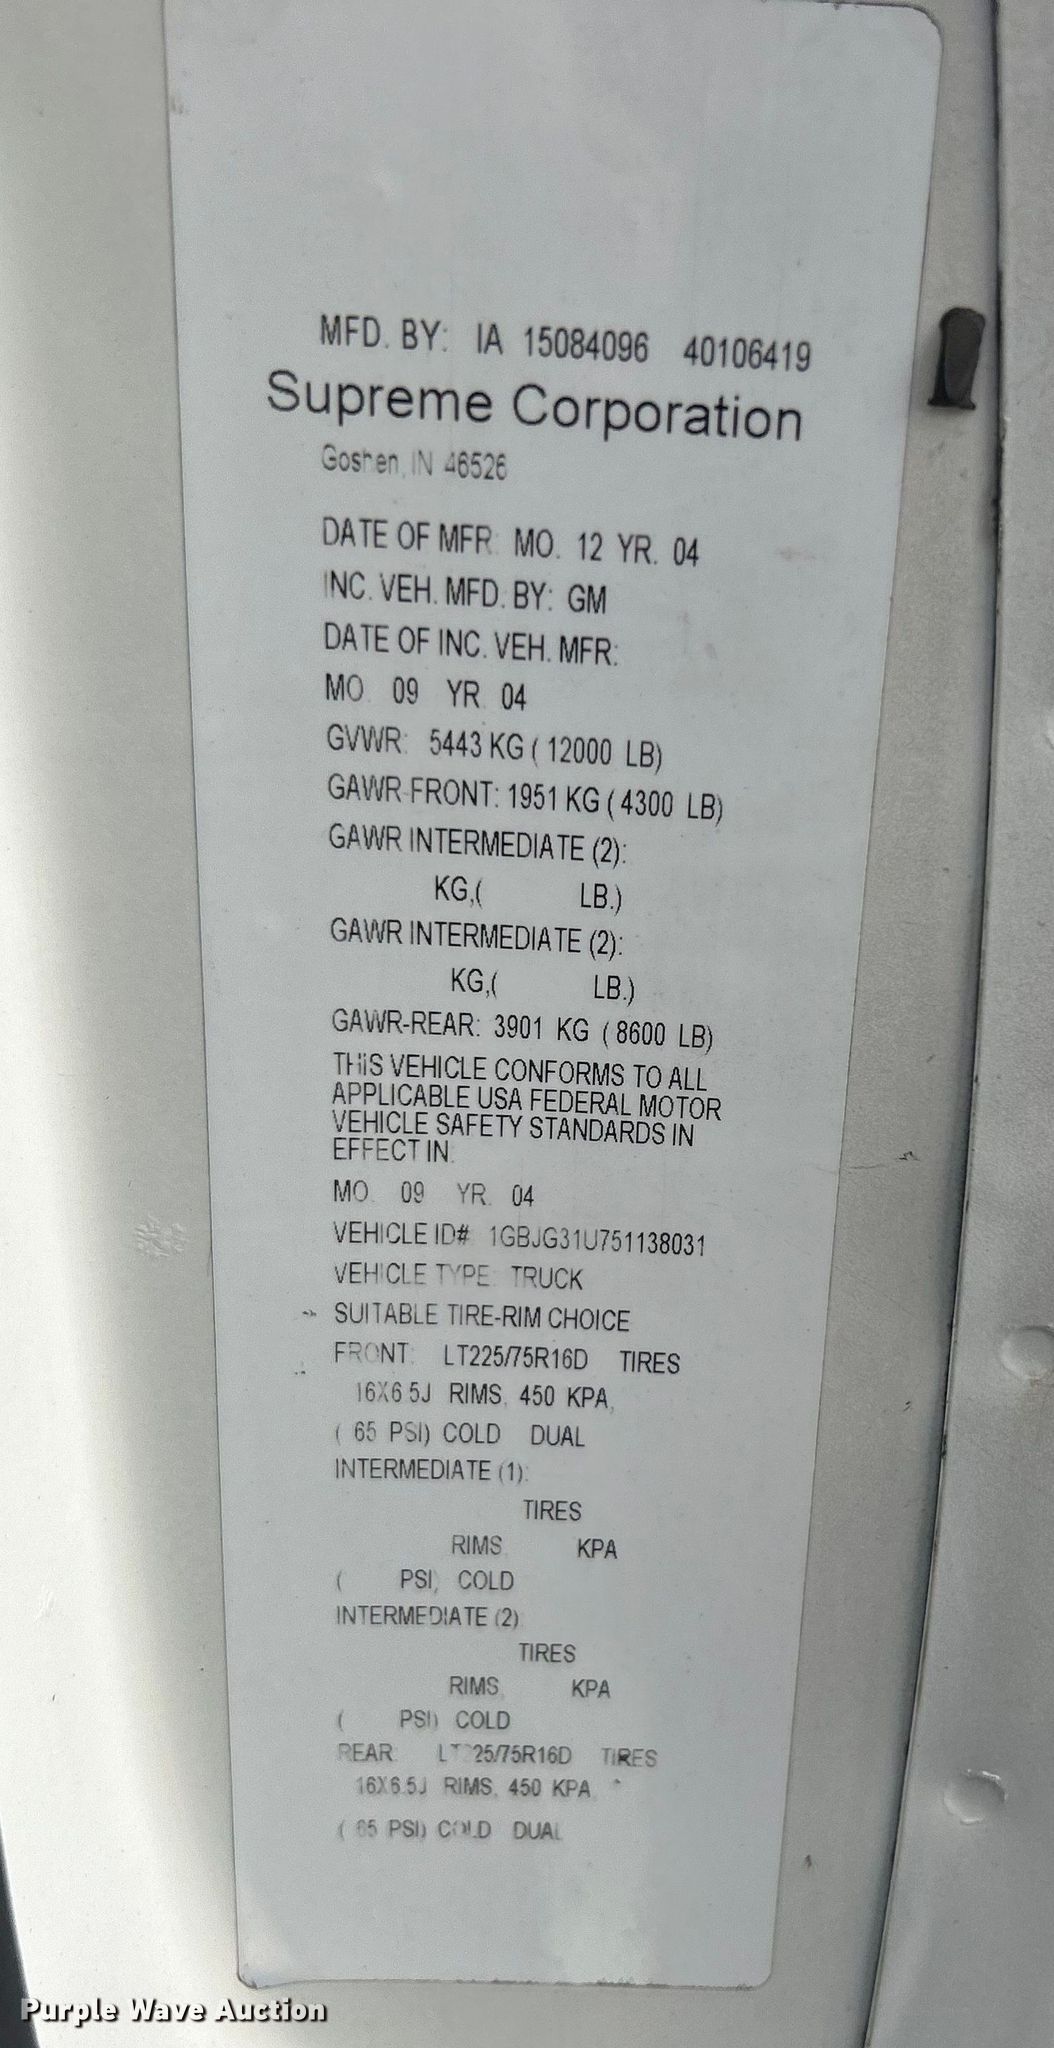 MFD. BY: IA 15084096 40106419
Supreme Corporation
Goshen, IN 46526
DATE OF MFR: MO. 12 YR. 04
INC. VEH. MFD. BY: GM
DATE OF INC. VEH. MFR:
MO. 09 YR. 04
GVWR: 5443 KG ( 12000 LB)
GAWR-FRONT: 1951 KG ( 4300 LB)
GAWR INTERMEDIATE (2):
KG,( LB.)
GAWR INTERMEDIATE (2):
KG,( LB.)
GAWR-REAR: 3901 KG ( 8600 LB)
THIS VEHICLE CONFORMS TO ALL
APPLICABLE USA FEDERAL MOTOR
VEHICLE SAFETY STANDARDS IN
EFFECT IN:
MO. 09 YR. 04
VEHICLE ID# 1GBJG31U751138031
VEHICLE TYPE: TRUCK
SUITABLE TIRE-RIM CHOICE
FRONT: LT225/75R16D TIRES
16X6.5J RIMS, 450 KPA,
( 65 PSI) COLD DUAL
INTERMEDIATE (1):
TIRES
RIMS, KPA
( PSI) COLD
INTERMEDIATE (2):
TIRES
RIMS, KPA
( PSI) COLD
REAR: LT225/75R16D TIRES
16X6.5J RIMS, 450 KPA,
( 65 PSI) COLD DUAL
Purple Wave Auction